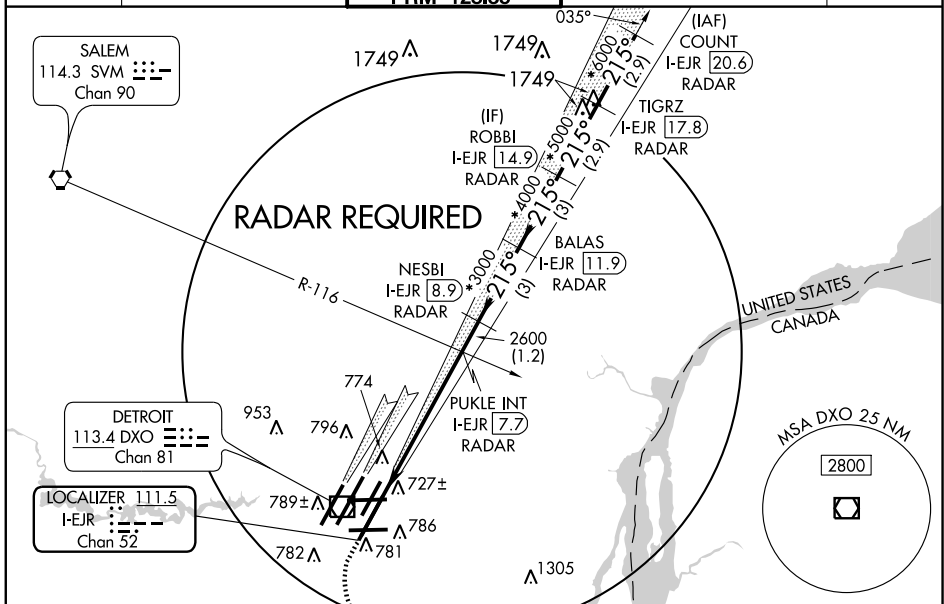 SALEM
114.3 SVM
Chan 90
1749
1749
1749
035°
(IAF)
COUNT
I-EJR 20.6
RADAR
*6000
215°
(2.9)
TIGRZ
I-EJR 17.8
RADAR
(IF)
ROBBI
I-EJR 14.9
RADAR
*5000
215°
(2.9)
*4000
215°
(3)
RADAR REQUIRED
BALAS
I-EJR 11.9
RADAR
NESBI
I-EJR 8.9
RADAR
*3000
215°
(3)
R-116
2600
(1.2)
UNITED STATES
CANADA
PUKLE INT
I-EJR 7.7
RADAR
774
953
796
DETROIT
113.4 DXO
Chan 81
789±
727±
LOCALIZER 111.5
I-EJR
Chan 52
786
782
781
1305
MSA DXO 25 NM
2800